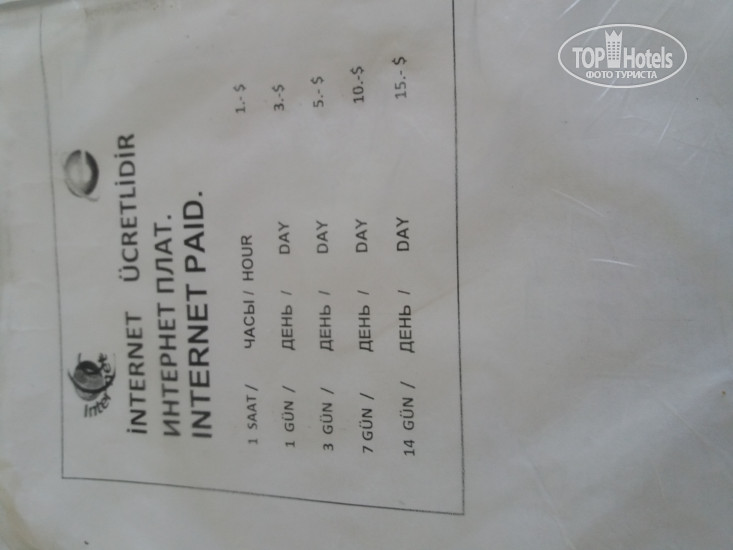 internet
İNTERNET ÜCRETLİDİR
ИНТЕРНЕТ ПЛАТ.
INTERNET PAID.
1 SAAT / ЧАСЫ / HOUR 1.-$
1 GÜN / ДЕНЬ / DAY 3.-$
3 GÜN / ДЕНЬ / DAY 5.-$
7 GÜN / ДЕНЬ / DAY 10.-$
14 GÜN / ДЕНЬ / DAY 15.-$
TOP Hotels
ФОТО ТУРИСТА